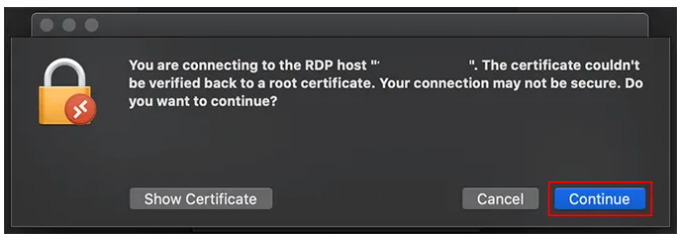 You are connecting to the RDP host "' ". The certificate couldn't
be verified back to a root certificate. Your connection may not be secure. Do
you want to continue?
Show Certificate
Cancel
Continue